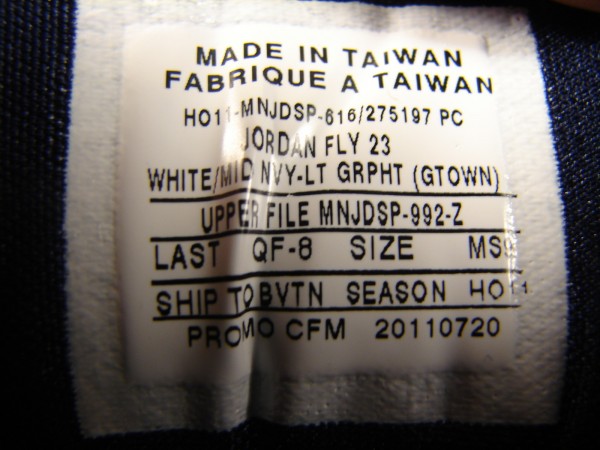 MADE IN TAIWAN
FABRIQUE A TAIWAN
HO11-MNJDSP-616/275197 PC
JORDAN FLY 23
WHITE/MID NVY-LT GRPHT (GTOWN)
UPPER FILE MNJDSP-992-Z
LAST QF-8 SIZE
SHIP TO BVTN SEASON HO11
PROMO CFM 20110720